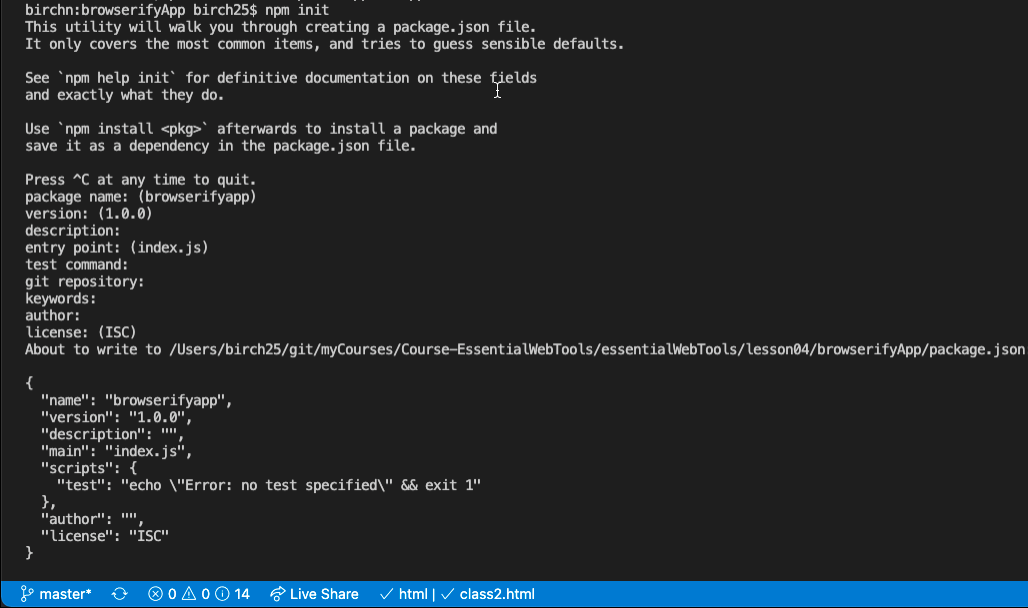 birchn:browserifyApp birch25$ npm init
This utility will walk you through creating a package.json file.
It only covers the most common items, and tries to guess sensible defaults.
See `npm help init` for definitive documentation on these fields
and exactly what they do.
Use `npm install <pkg>` afterwards to install a package and
save it as a dependency in the package.json file.
Press ^C at any time to quit.
package name: (browserifyapp)
version: (1.0.0)
description:
entry point: (index.js)
test command:
git repository:
keywords:
author:
license: (ISC)
About to write to /Users/birch25/git/myCourses/Course-EssentialWebTools/essentialWebTools/lesson04/browserifyApp/package.json
{
  "name": "browserifyapp",
  "version": "1.0.0",
  "description": "",
  "main": "index.js",
  "scripts": {
    "test": "echo \"Error: no test specified\" && exit 1"
  },
  "author": "",
  "license": "ISC"
}
master* 0 0 14 Live Share ✓ html | ✓ class2.html